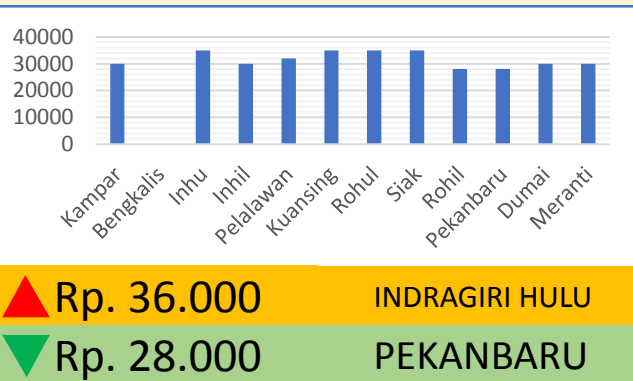 40000
30000
20000
10000
0
Kampar
Bengkalis
Inhu
Inhil
Pelalawan
Kuansing
Rohul
Siak
Rohil
Pekanbaru
Dumai
Meranti
Rp. 36.000 INDRAGIRI HULU
Rp. 28.000 PEKANBARU